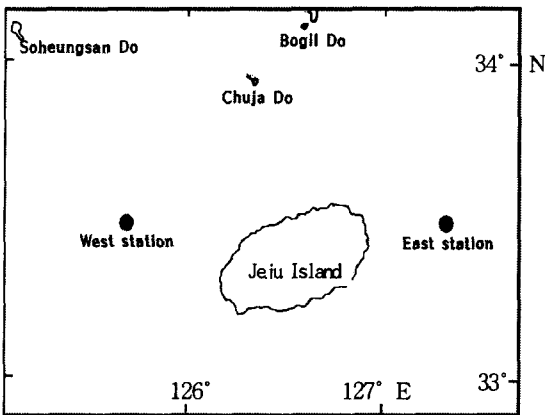 Soheungsan Do
Bogil Do
34° N
Chuja Do
West station
East station
Jeju Island
33°
126°
127° E